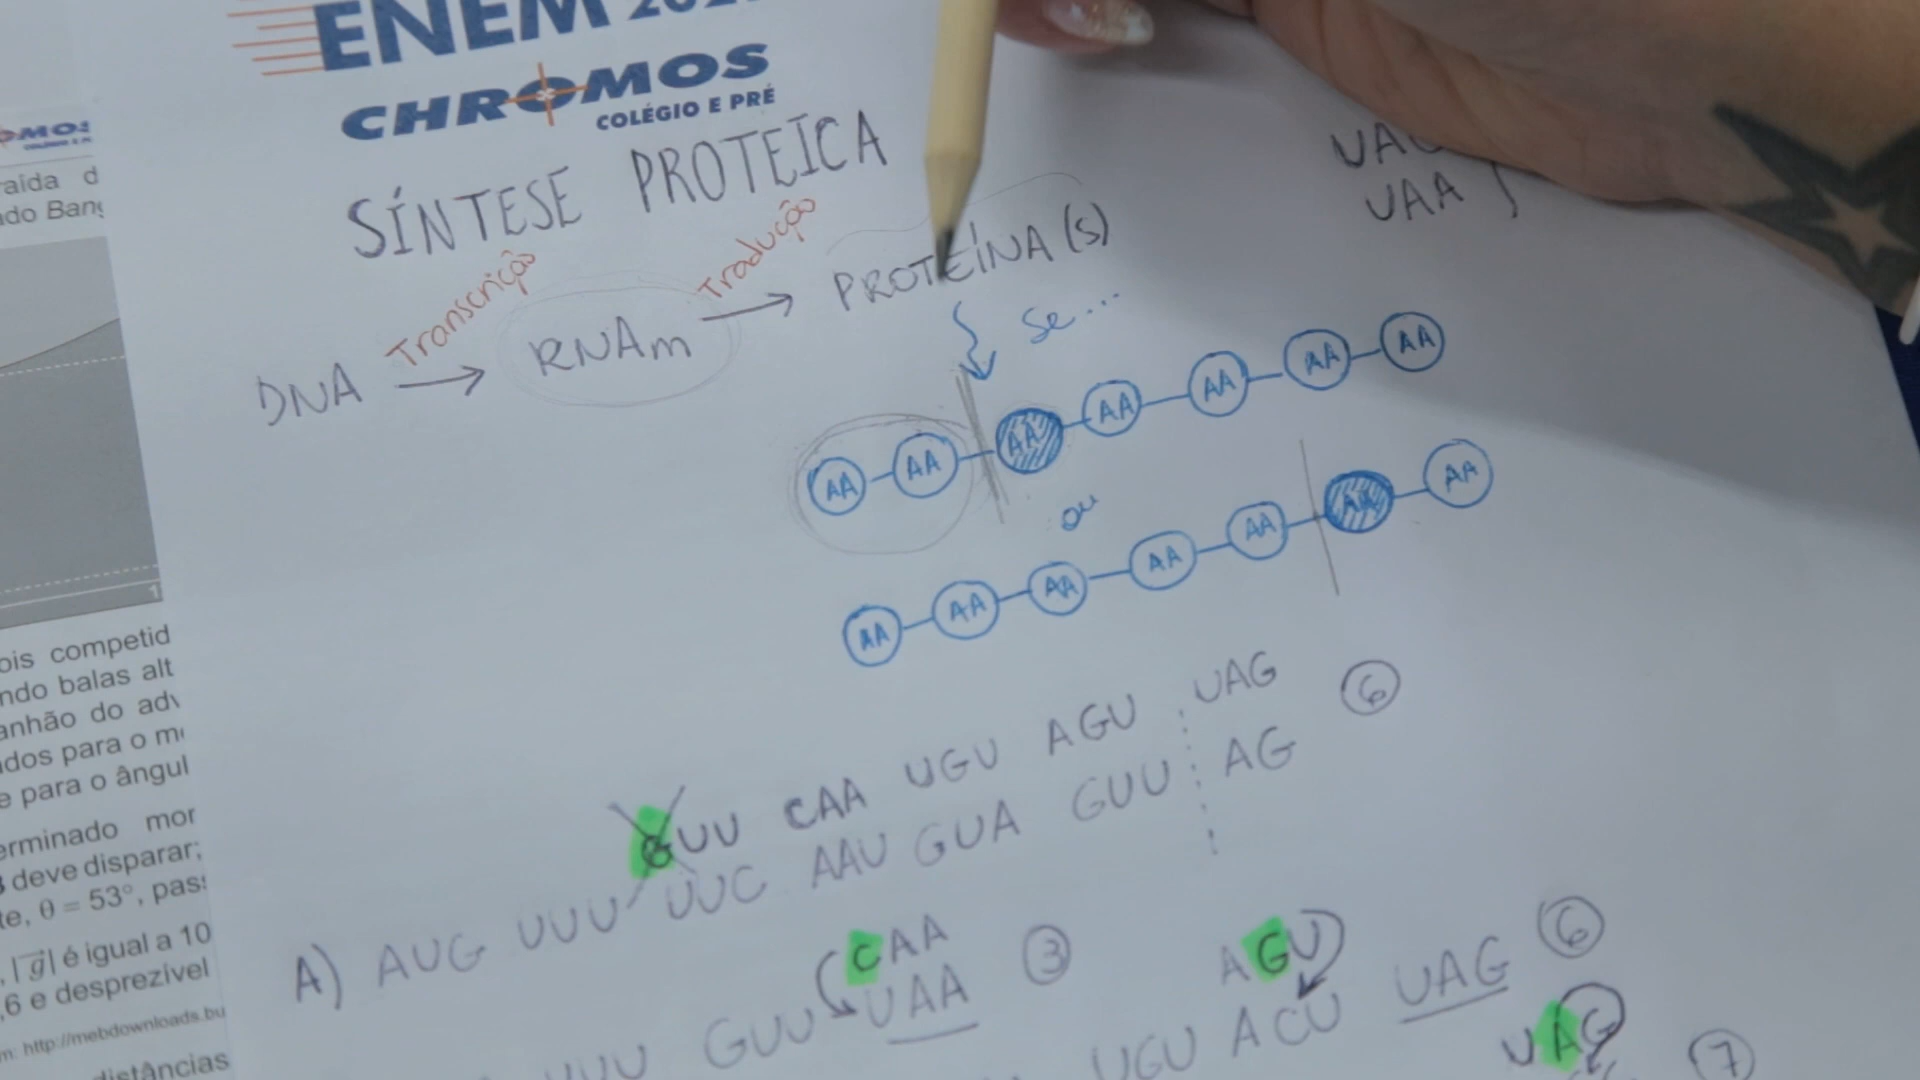 ENEM
CHROMOS
COLÉGIO E PRÉ
SÍNTESE PROTEÍCA
Transcrição
Tradução
DNA → RNAm → PROTEÍNA(S)
Se...
AA AA AA AA AA AA AA
ou
AA AA AA AA AA AA AA
UAA
GUU CAA UGU AGU UAG 6
A) AUG UUU UUC AAU GUA GUU AG
CAA 3
GUU UAA
AGU
UGU ACU UAG 6
UAG 7
raída d
ado Bang
ois competid
ndo balas alt
anhão do adv
dos para o m
e para o ângul
erminado mor
deve disparar;
te, θ = 53°, pas
, |g| é igual a 10
,6 e desprezível
m: http://mebdownloads.bu
distâncias